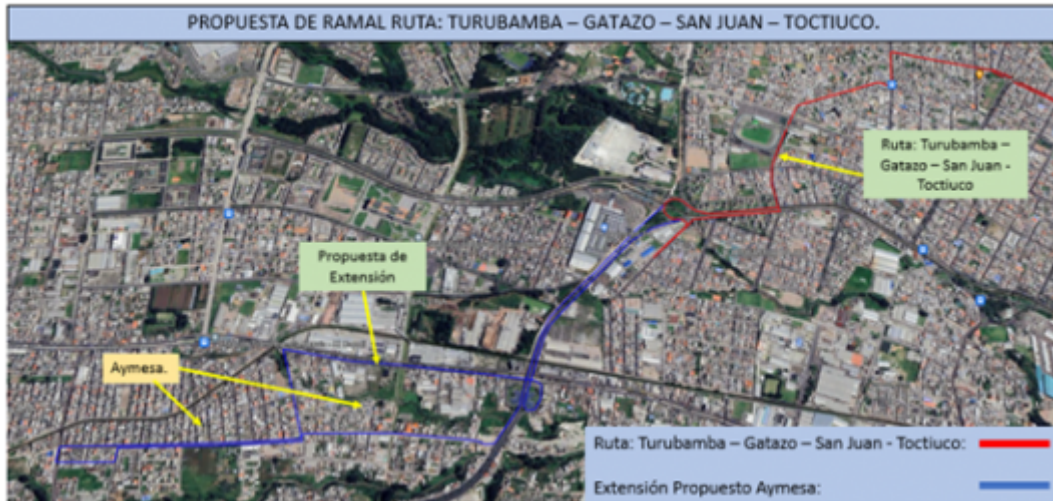 PROPUESTA DE RAMAL RUTA: TURUBAMBA – GATAZO – SAN JUAN – TOCTIUCO.
Ruta: Turubamba –
Gatazo – San Juan -
Toctiuco
Propuesta de
Extensión
Aymesa.
Ruta: Turubamba – Gatazo – San Juan - Toctiuco:
Extensión Propuesto Aymesa: